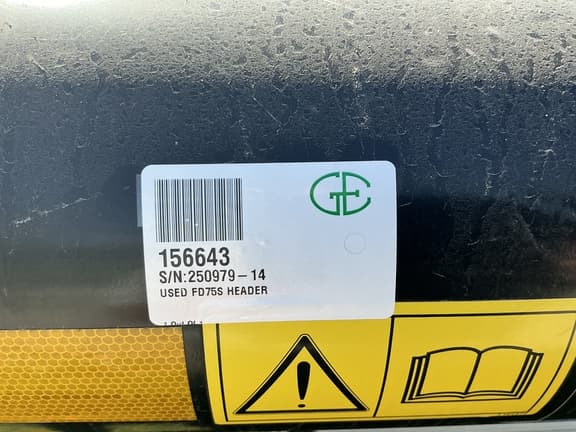 GE
156643
S/N:250979-14
USED FD75S HEADER